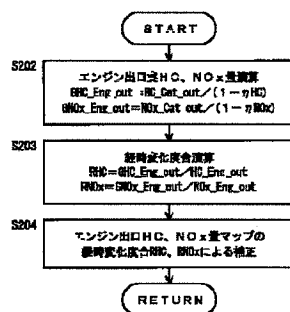 START
S202
エンジン出口実HC、NOx量演算
GHC_Eng_out=HC_Cat_out/(1-ηHC)
GNOx_Eng_out=NOx_Cat_out/(1-ηNOx)
S203
経時変化度合演算
RHC=GHC_Eng_out/HC_Eng_out
RNOx=GNOx_Eng_out/NOx_Eng_out
S204
エンジン出口HC、NOx量マップの
経時変化度合RHC、RNOxによる補正
RETURN